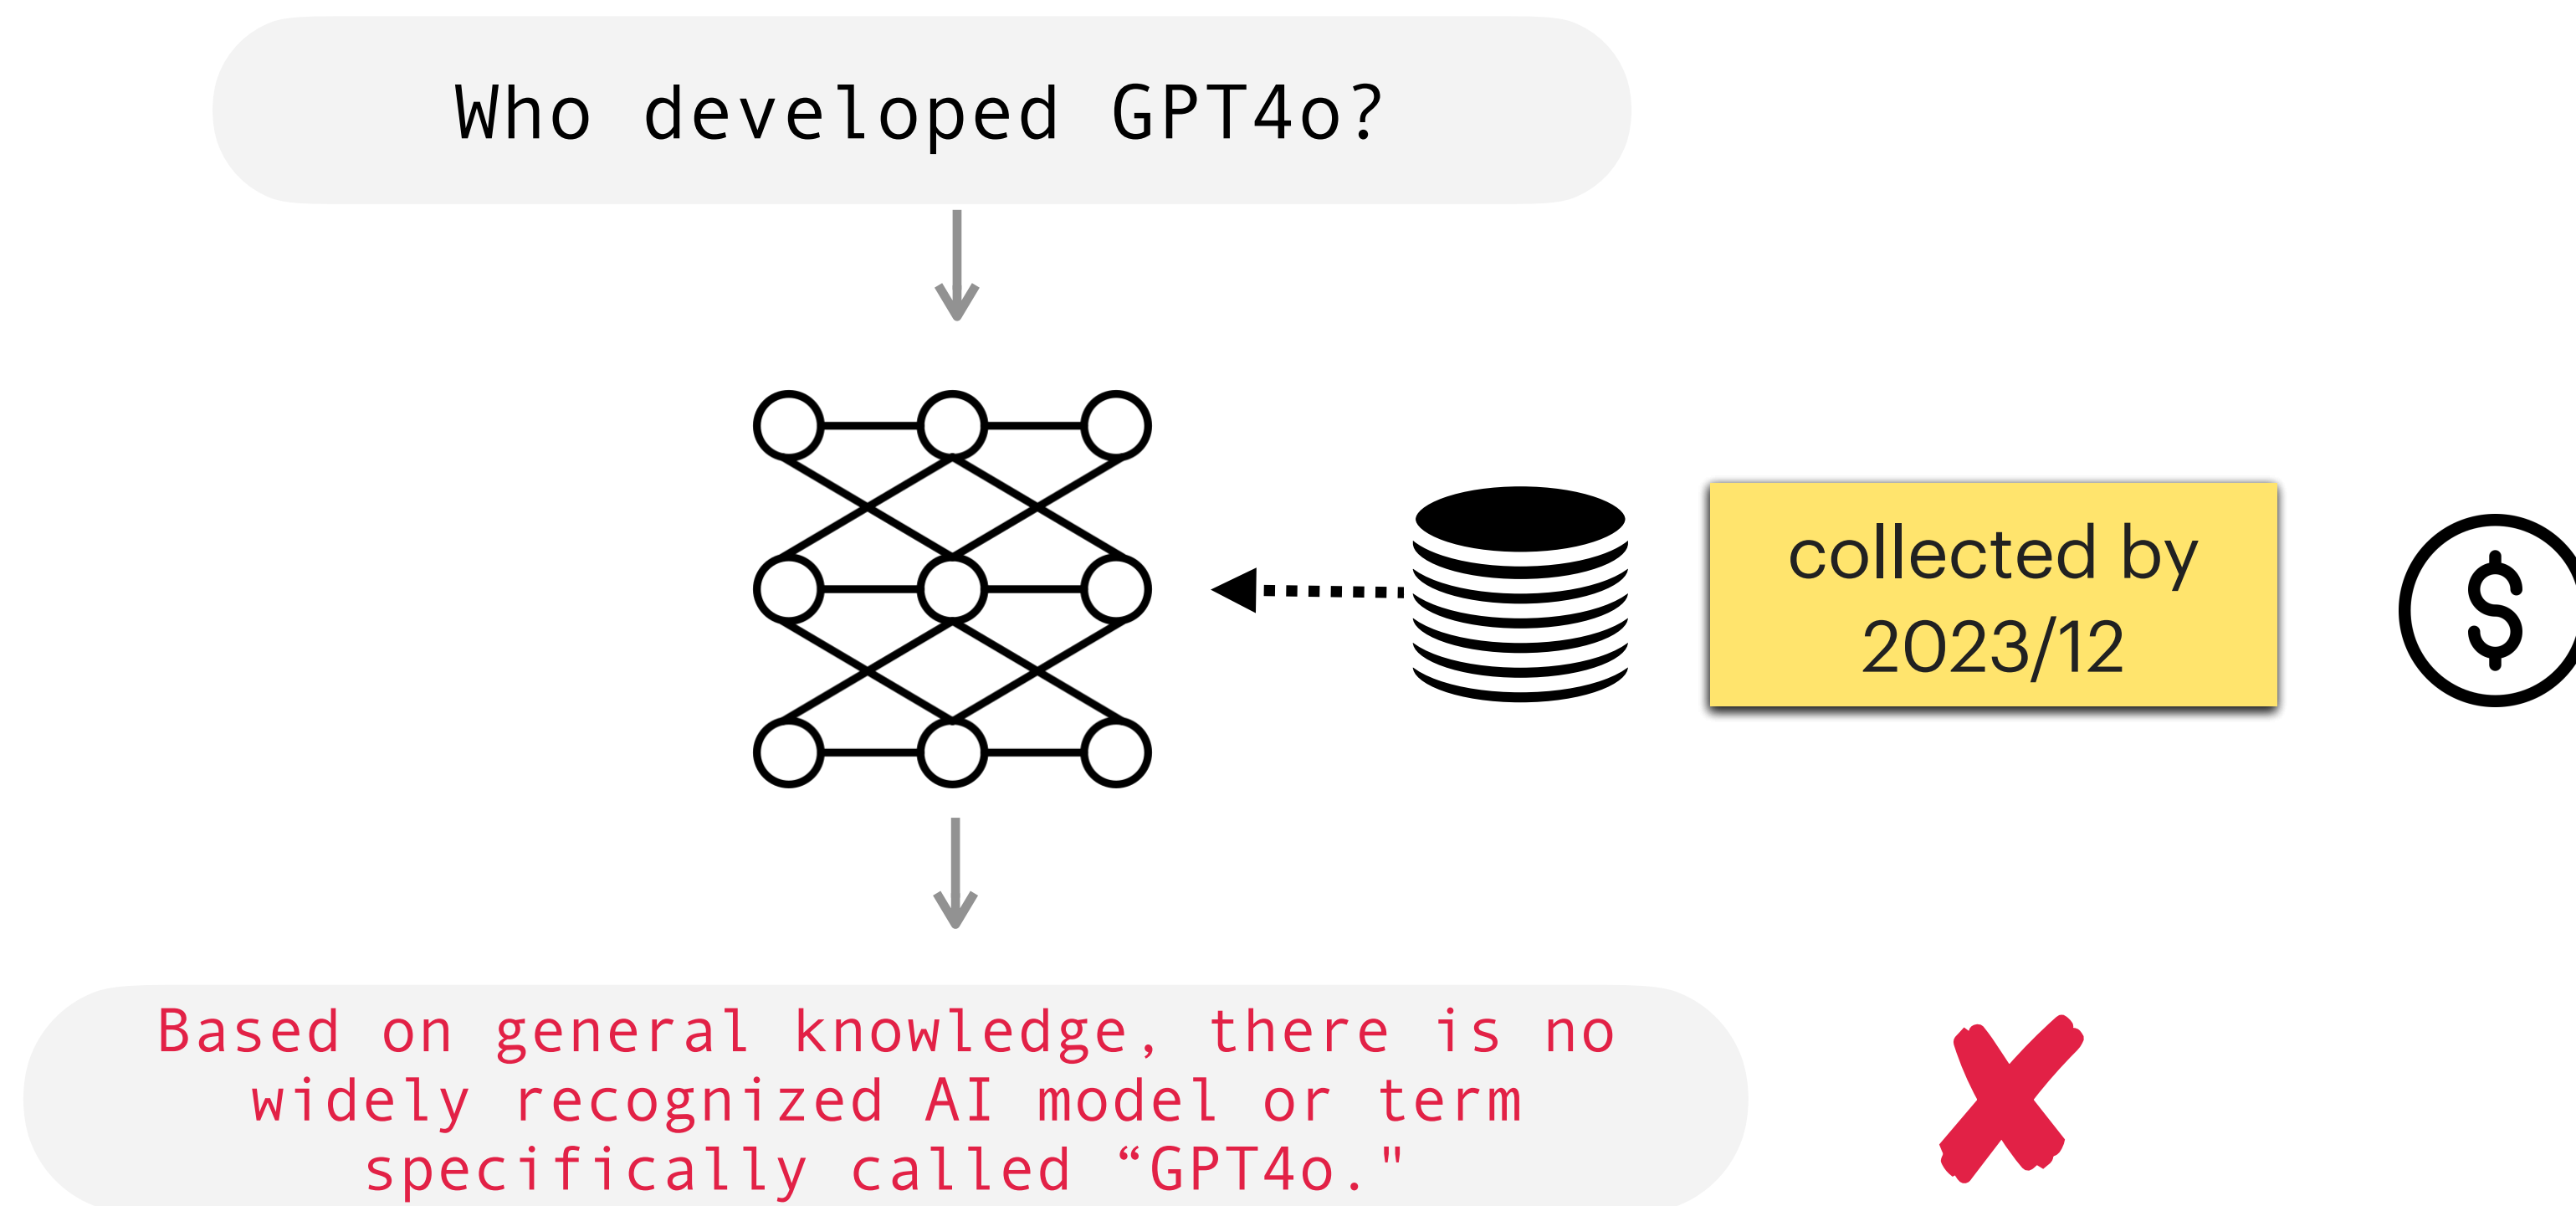 Who developed GPT4o?
collected by
2023/12
$
Based on general knowledge, there is no
widely recognized AI model or term
specifically called “GPT4o."